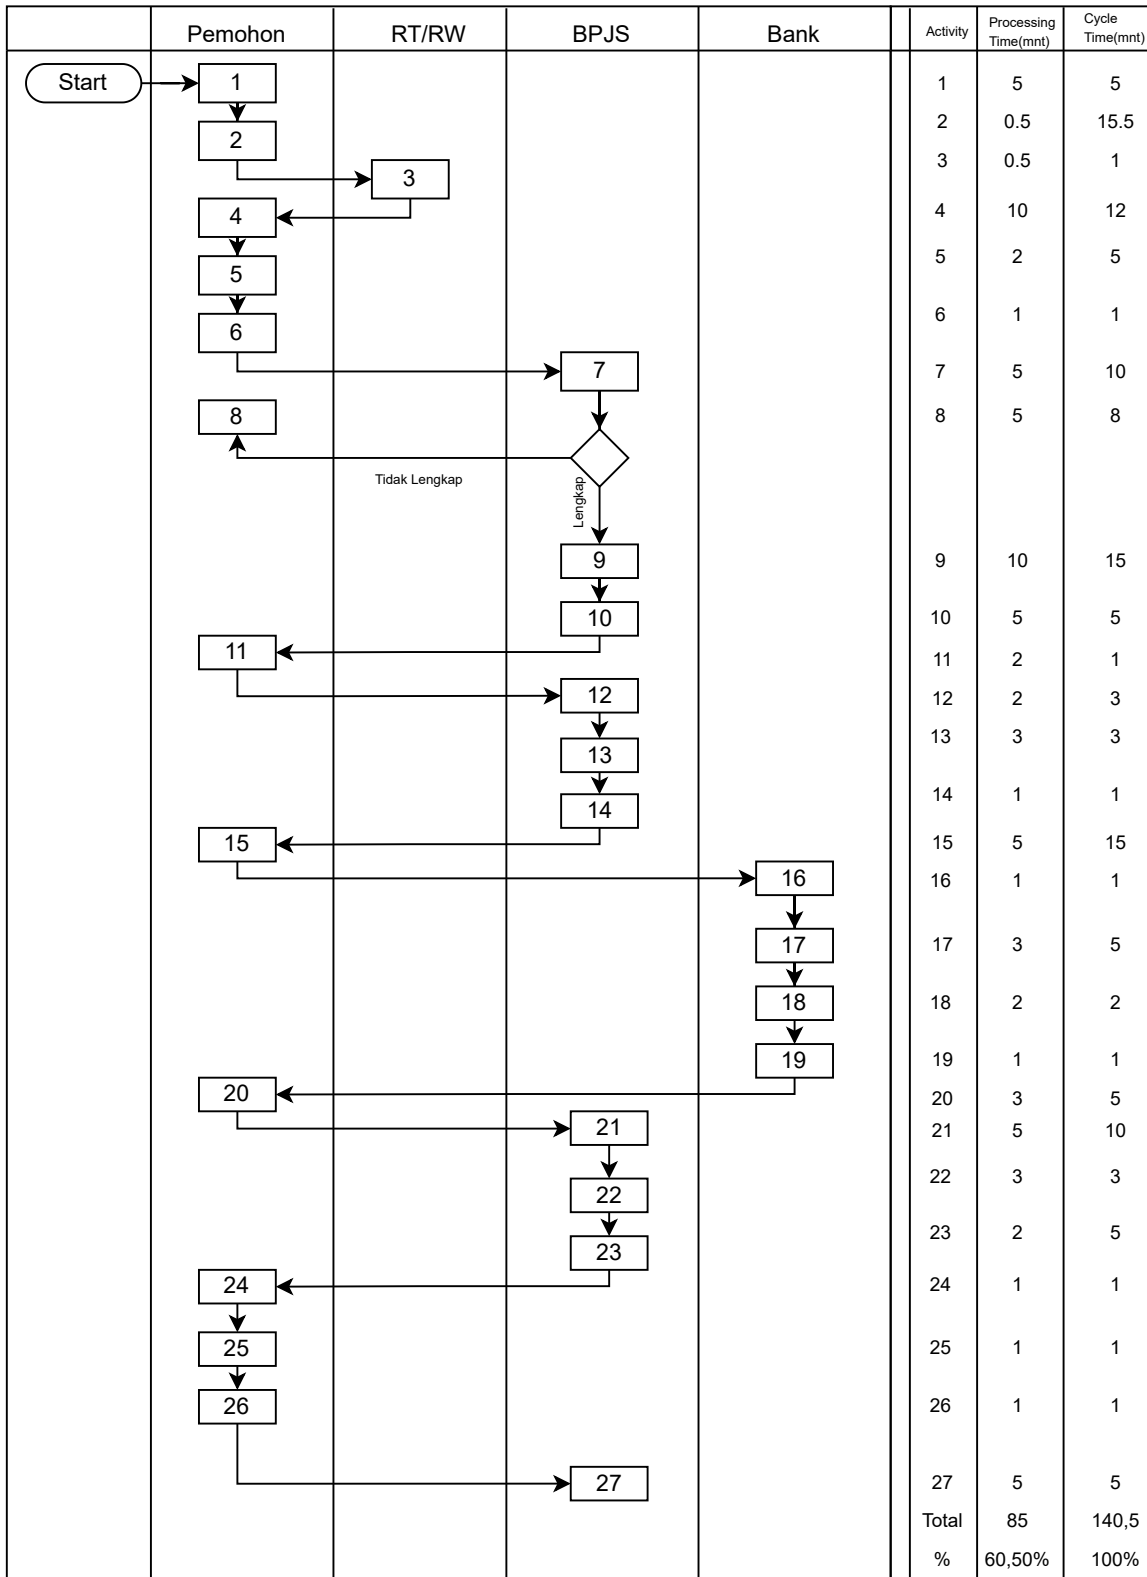 Pemohon RT/RW BPJS Bank Activity Processing Time(mnt) Cycle Time(mnt)
Start 1 1 5 5
2 2 0.5 15.5
3 3 0.5 1
4 4 10 12
5 5 2 5
6 6 1 1
7 7 5 10
8 8 5 8
Tidak Lengkap
Lengkap
9 9 10 15
10 10 5 5
11 11 2 1
12 12 2 3
13 13 3 3
14 14 1 1
15 15 5 15
16 16 1 1
17 17 3 5
18 18 2 2
19 19 1 1
20 20 3 5
21 21 5 10
22 22 3 3
23 23 2 5
24 24 1 1
25 25 1 1
26 26 1 1
27 27 5 5
Total 85 140,5
% 60,50% 100%